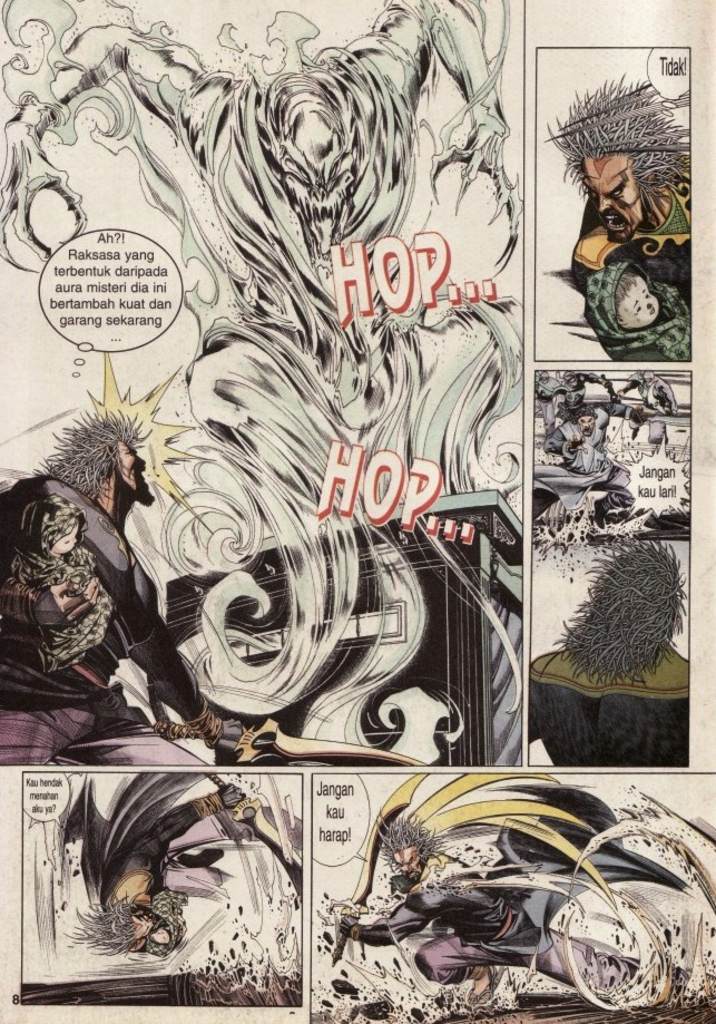 Ah?!
Raksasa yang
terbentuk daripada
aura misteri dia ini
bertambah kuat dan
garang sekarang
...
HOP...
HOP...
Tidak!
Jangan
kau lari!
Kau hendak
menahan
aku ya?
Jangan
kau
harap!
8